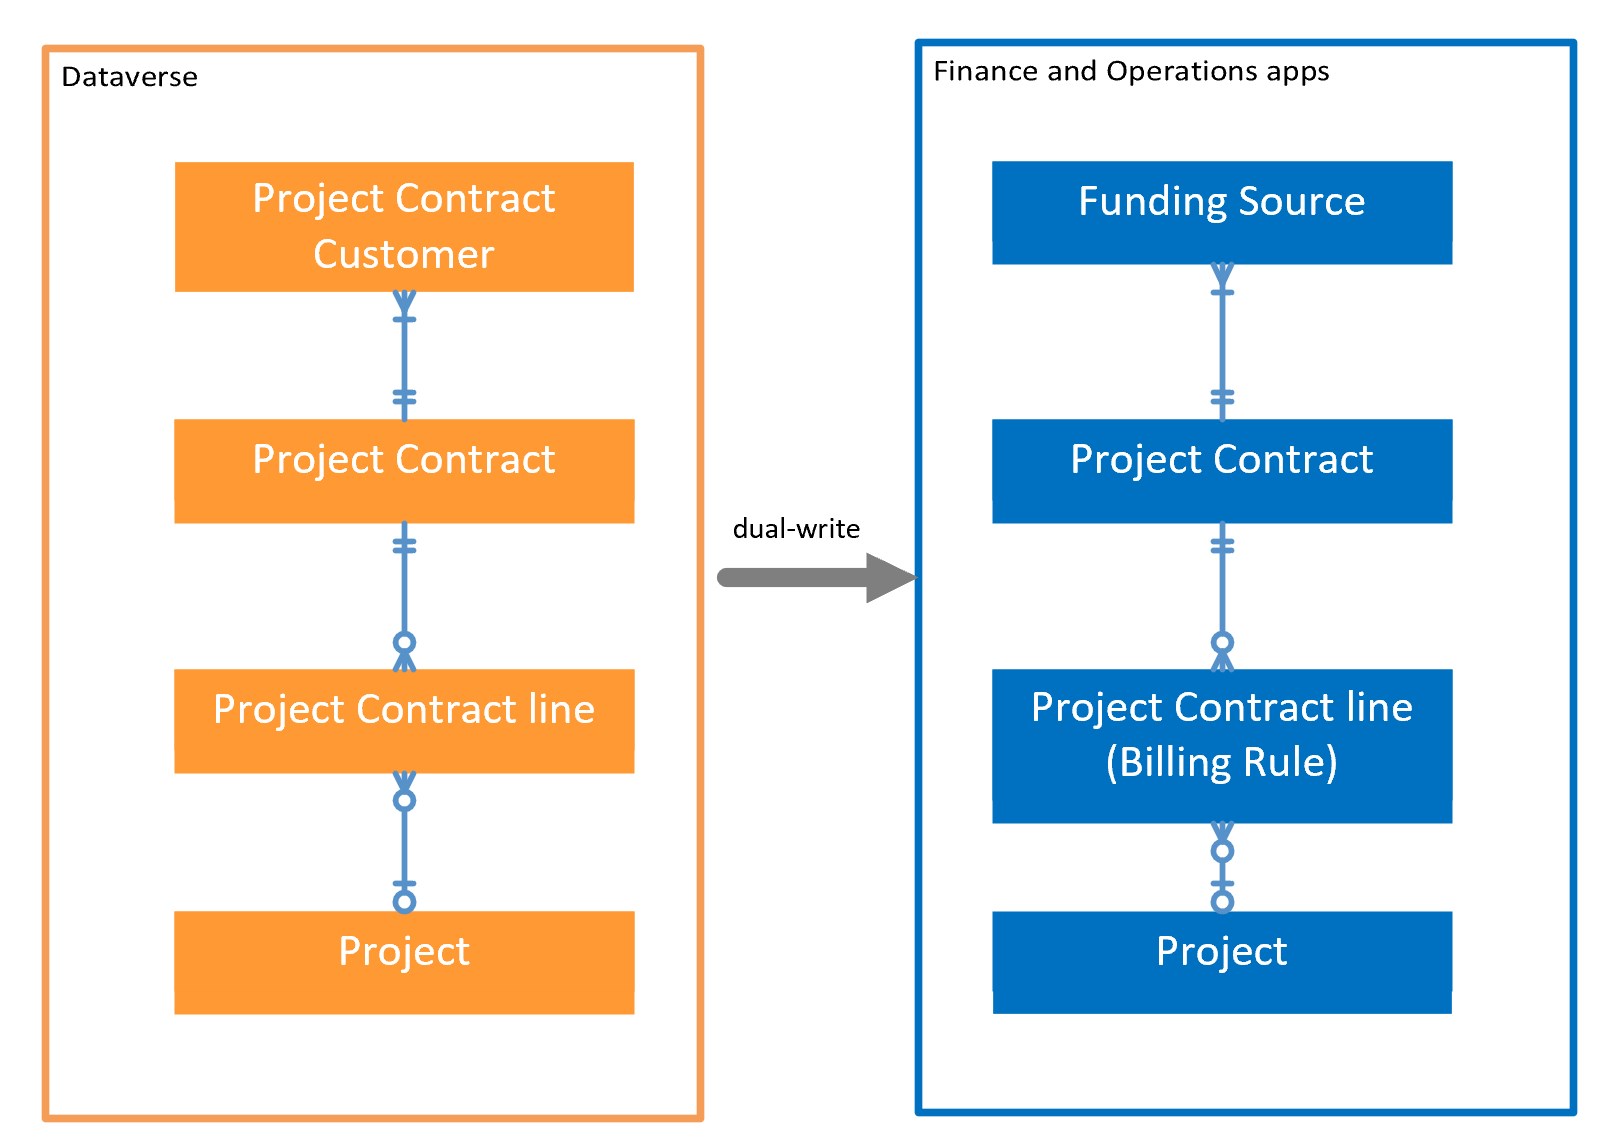 Dataverse
Project Contract
Customer
Project Contract
Project Contract line
Project
dual-write
Finance and Operations apps
Funding Source
Project Contract
Project Contract line
(Billing Rule)
Project